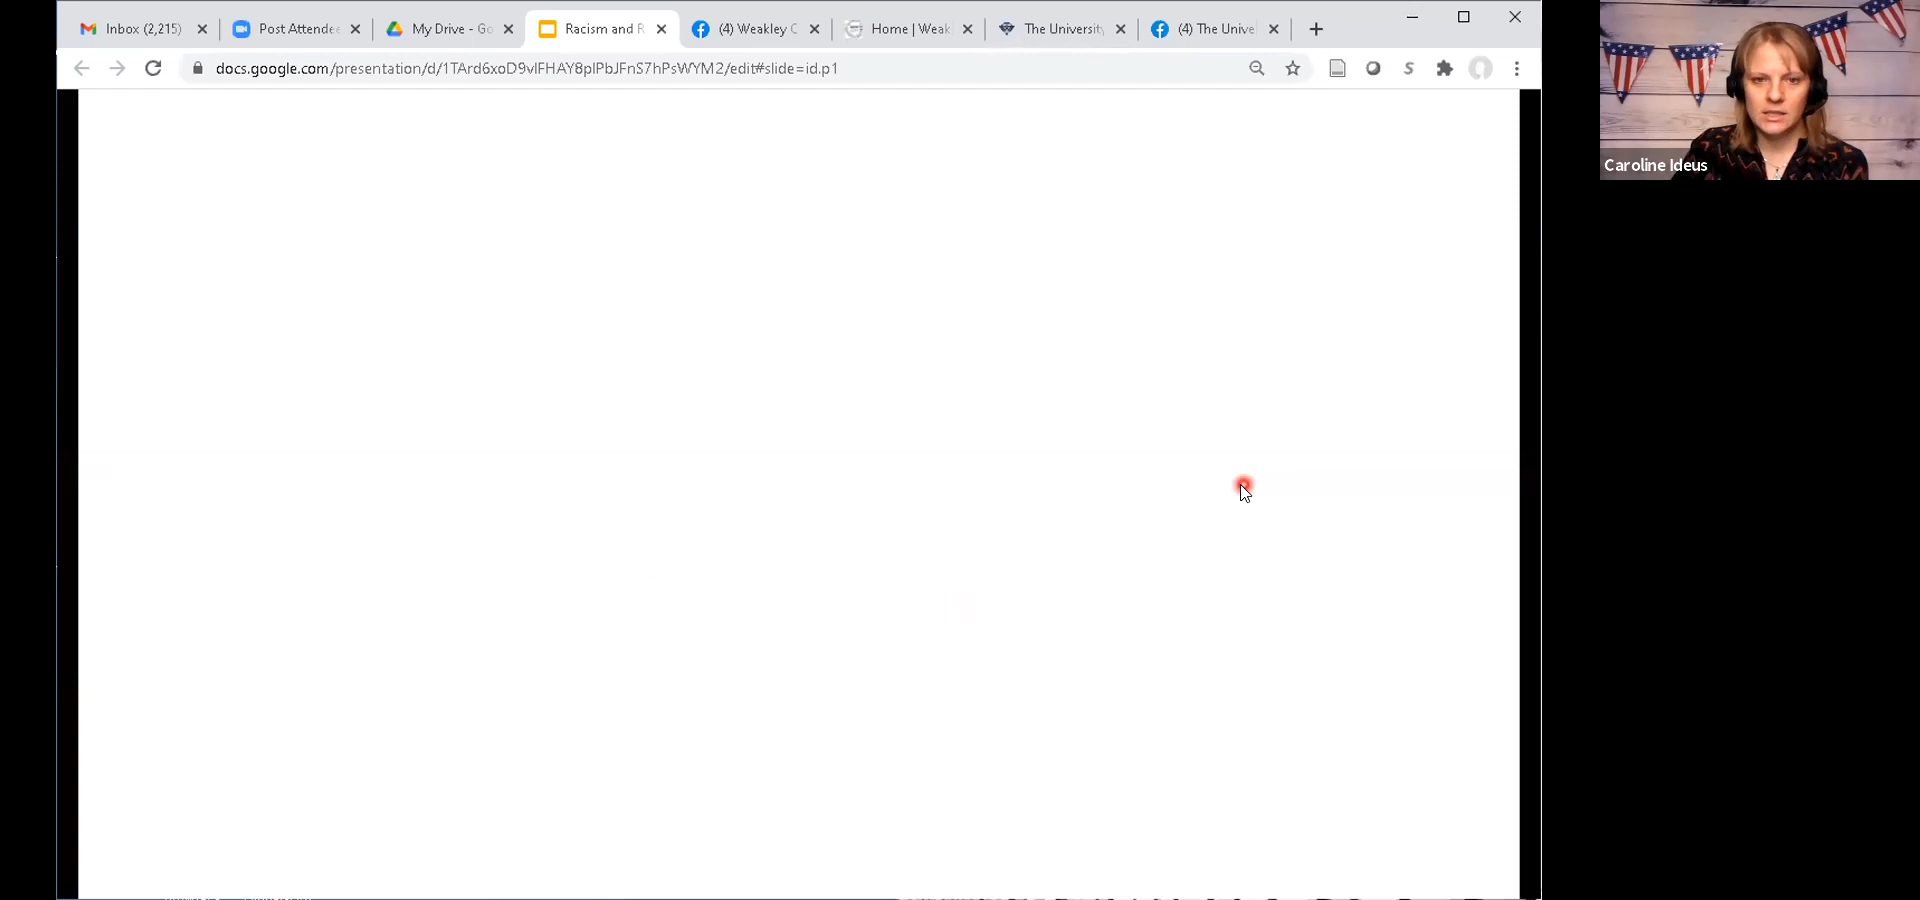 Inbox (2,215)
Post Attende
My Drive - Go
Racism and R
(4) Weakley C
Home | Weak
The University
(4) The Unive
docs.google.com/presentation/d/1TArd6xoD9vlFHAY8plPbJFnS7hPsWYM2/edit#slide=id.p1
Caroline Ideus